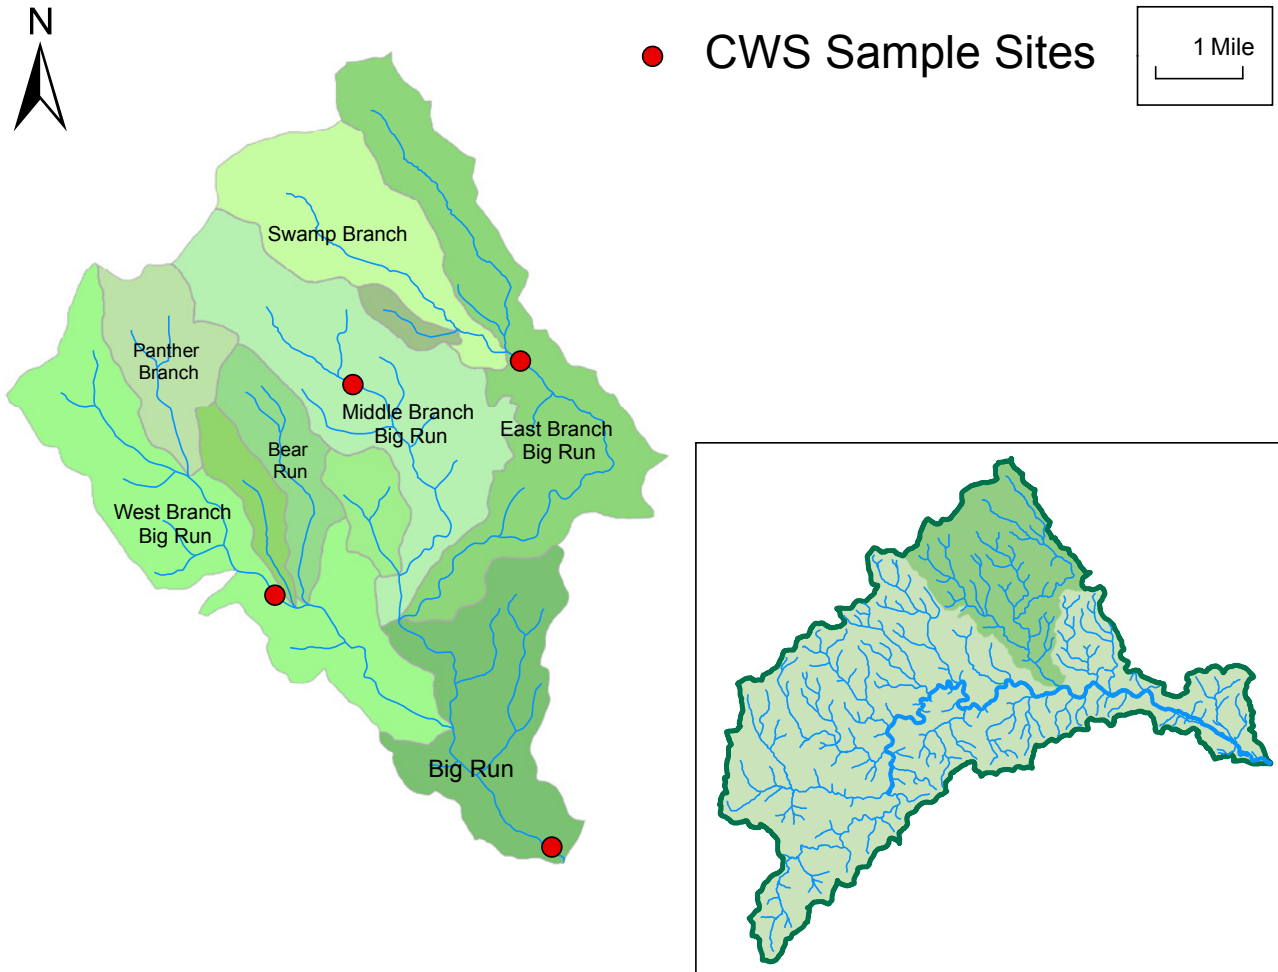 N
CWS Sample Sites
1 Mile
Swamp Branch
Panther
Branch
Middle Branch
Big Run
East Branch
Big Run
Bear
Run
West Branch
Big Run
Big Run